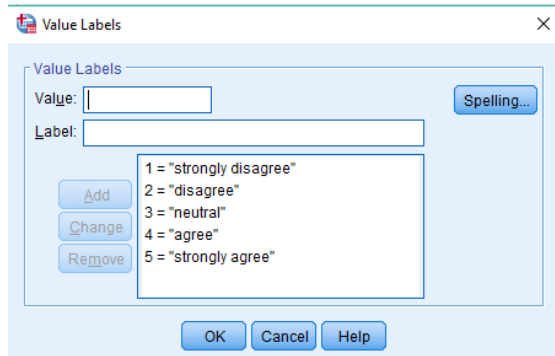 Value Labels
Value Labels
Value:
Spelling...
Label:
Add
Change
Remove
1 = "strongly disagree"
2 = "disagree"
3 = "neutral"
4 = "agree"
5 = "strongly agree"
OK
Cancel
Help